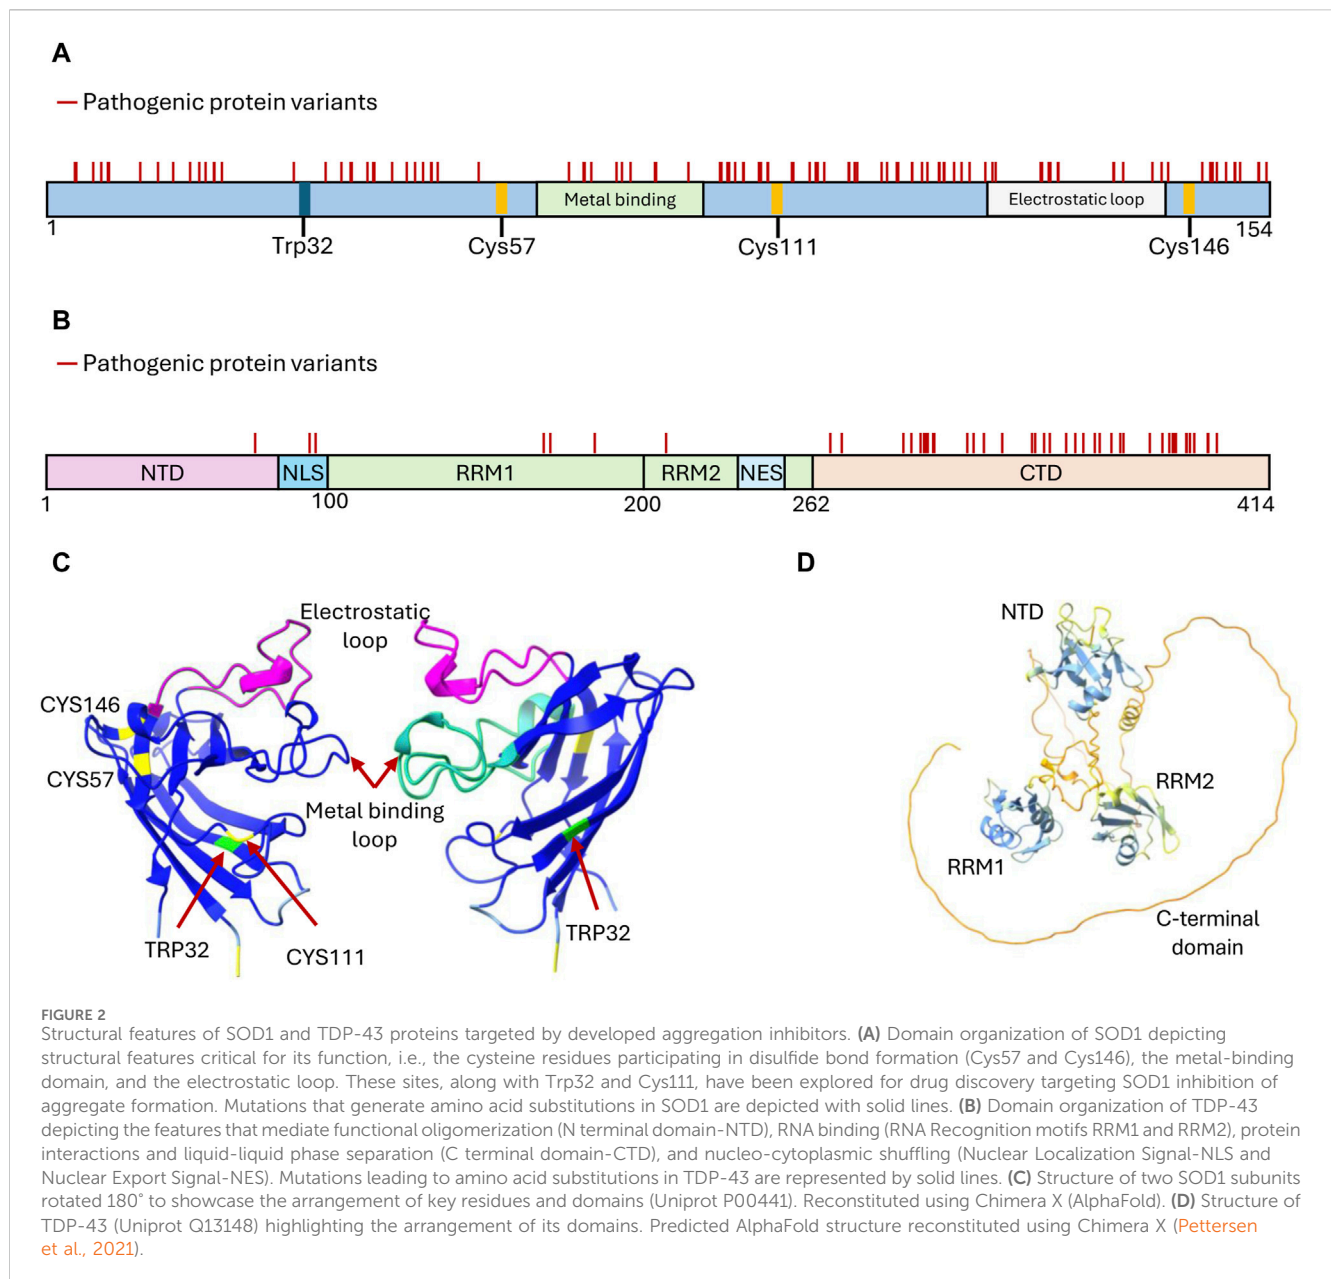 A
Pathogenic protein variants
Metal binding
Electrostatic loop
1
154
Trp32
Cys57
Cys111
Cys146
B
Pathogenic protein variants
NTD
NLS
RRM1
RRM2
NES
CTD
1
100
200
262
414
C
D
Electrostatic
loop
NTD
CYS146
CYS57
Metal binding
loop
RRM2
RRM1
TRP32
CYS111
TRP32
C-terminal
domain
FIGURE 2
Structural features of SOD1 and TDP-43 proteins targeted by developed aggregation inhibitors. (A) Domain organization of SOD1 depicting
structural features critical for its function, i.e., the cysteine residues participating in disulfide bond formation (Cys57 and Cys146), the metal-binding
domain, and the electrostatic loop. These sites, along with Trp32 and Cys111, have been explored for drug discovery targeting SOD1 inhibition of
aggregate formation. Mutations that generate amino acid substitutions in SOD1 are depicted with solid lines. (B) Domain organization of TDP-43
depicting the features that mediate functional oligomerization (N terminal domain-NTD), RNA binding (RNA Recognition motifs RRM1 and RRM2), protein
interactions and liquid-liquid phase separation (C terminal domain-CTD), and nucleo-cytoplasmic shuffling (Nuclear Localization Signal-NLS and
Nuclear Export Signal-NES). Mutations leading to amino acid substitutions in TDP-43 are represented by solid lines. (C) Structure of two SOD1 subunits
rotated 180° to showcase the arrangement of key residues and domains (Uniprot P00441). Reconstituted using Chimera X (AlphaFold). (D) Structure of
TDP-43 (Uniprot Q13148) highlighting the arrangement of its domains. Predicted AlphaFold structure reconstituted using Chimera X (Pettersen
et al., 2021).